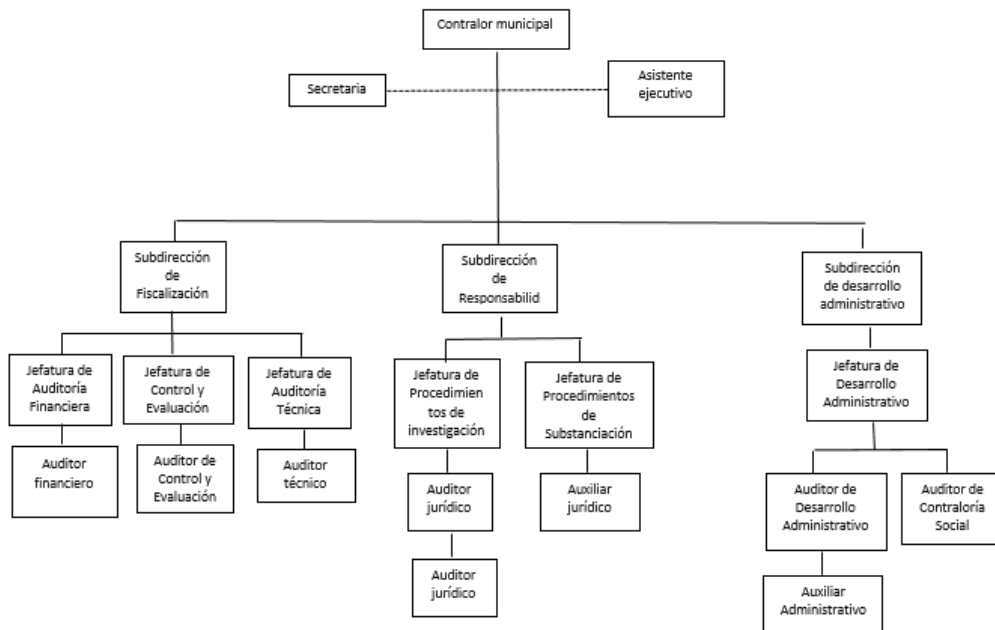 Contralor municipal
Secretaria
Asistente
ejecutivo
Subdirección
de
Fiscalización
Subdirección
de
Responsabilid
Subdirección
de desarrollo
administrativo
Jefatura de
Auditoría
Financiera
Jefatura de
Control y
Evaluación
Jefatura de
Auditoría
Técnica
Jefatura de
Procedimien
tos de
investigación
Jefatura de
Procedimientos
de
Substanciación
Jefatura de
Desarrollo
Administrativo
Auditor
financiero
Auditor de
Control y
Evaluación
Auditor
técnico
Auditor
jurídico
Auxiliar
jurídico
Auditor de
Desarrollo
Administrativo
Auditor de
Contraloría
Social
Auditor
jurídico
Auxiliar
Administrativo